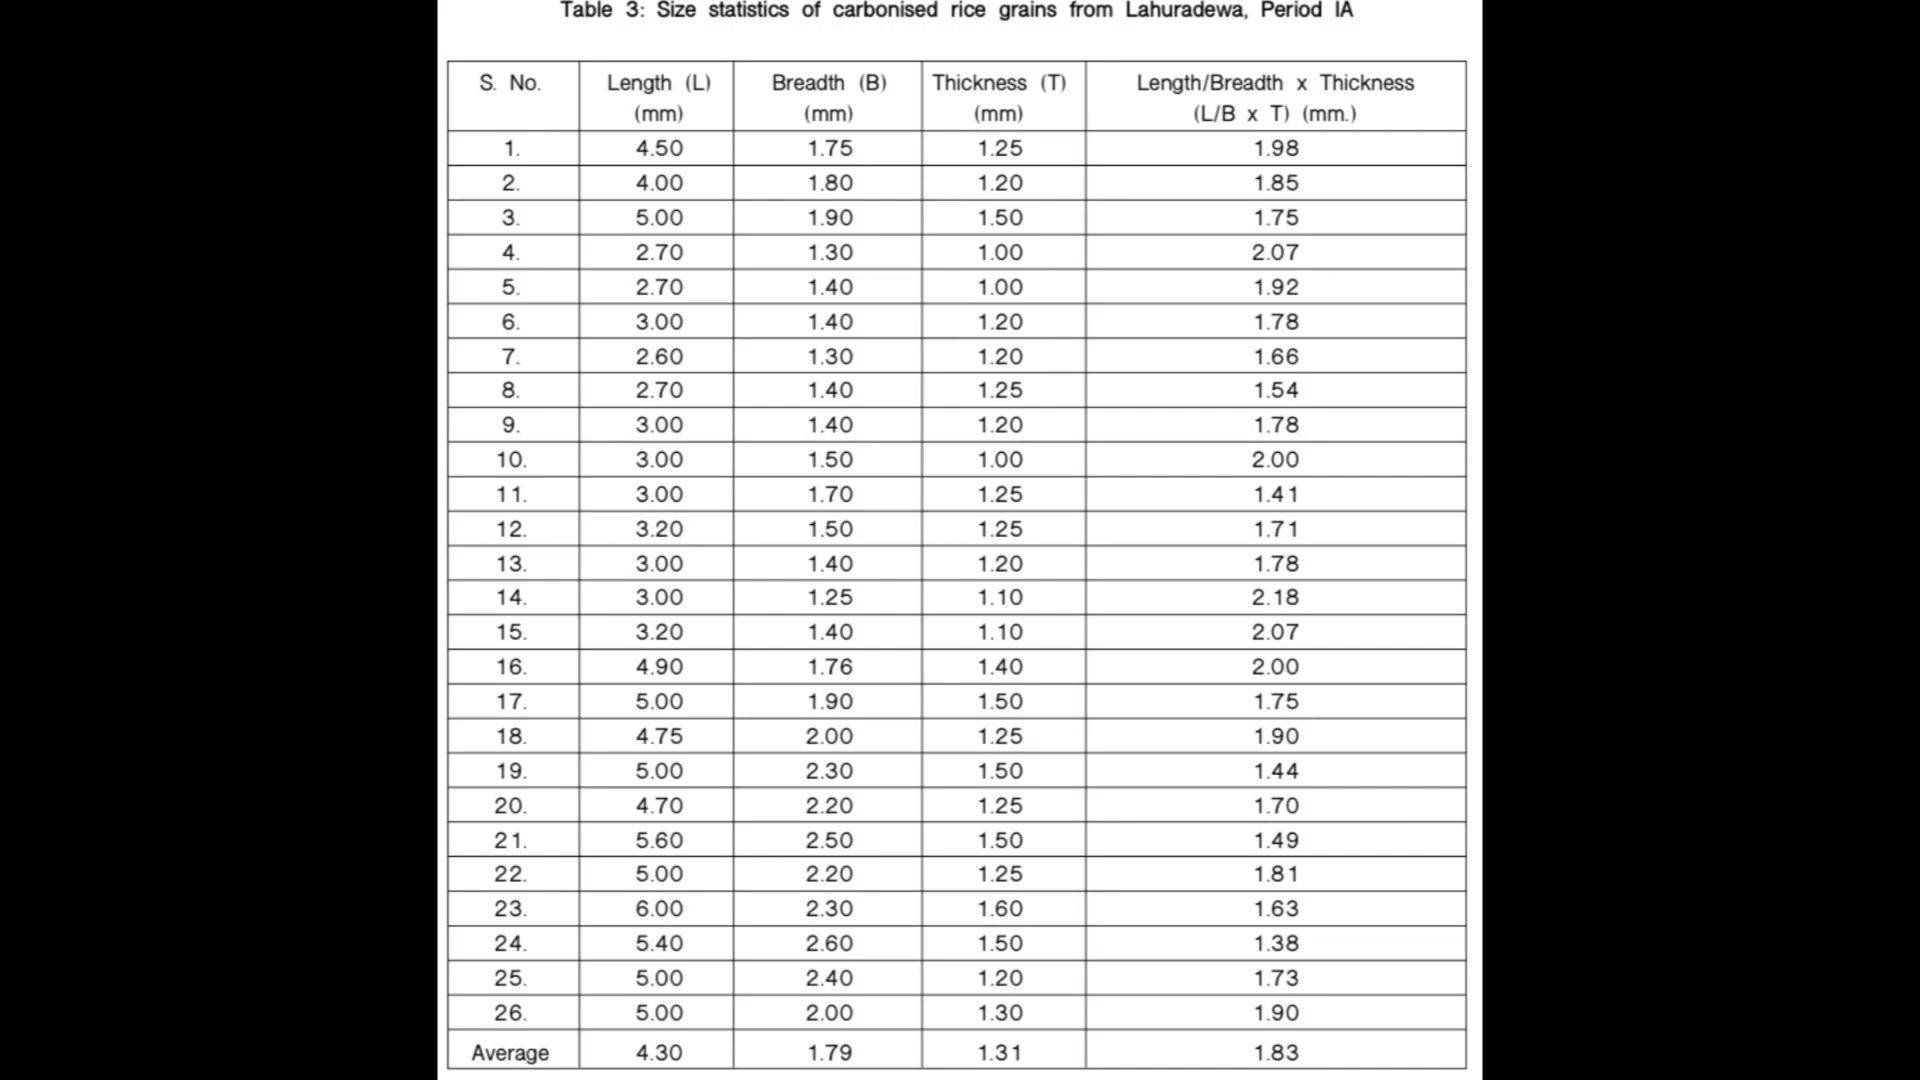 Table 3: Size statistics of carbonised rice grains from Lahuradewa, Period IA
S. No. Length (L) (mm) Breadth (B) (mm) Thickness (T) (mm) Length/Breadth x Thickness (L/B x T) (mm.)
1. 4.50 1.75 1.25 1.98
2. 4.00 1.80 1.20 1.85
3. 5.00 1.90 1.50 1.75
4. 2.70 1.30 1.00 2.07
5. 2.70 1.40 1.00 1.92
6. 3.00 1.40 1.20 1.78
7. 2.60 1.30 1.20 1.66
8. 2.70 1.40 1.25 1.54
9. 3.00 1.40 1.20 1.78
10. 3.00 1.50 1.00 2.00
11. 3.00 1.70 1.25 1.41
12. 3.20 1.50 1.25 1.71
13. 3.00 1.40 1.20 1.78
14. 3.00 1.25 1.10 2.18
15. 3.20 1.40 1.10 2.07
16. 4.90 1.76 1.40 2.00
17. 5.00 1.90 1.50 1.75
18. 4.75 2.00 1.25 1.90
19. 5.00 2.30 1.50 1.44
20. 4.70 2.20 1.25 1.70
21. 5.60 2.50 1.50 1.49
22. 5.00 2.20 1.25 1.81
23. 6.00 2.30 1.60 1.63
24. 5.40 2.60 1.50 1.38
25. 5.00 2.40 1.20 1.73
26. 5.00 2.00 1.30 1.90
Average 4.30 1.79 1.31 1.83